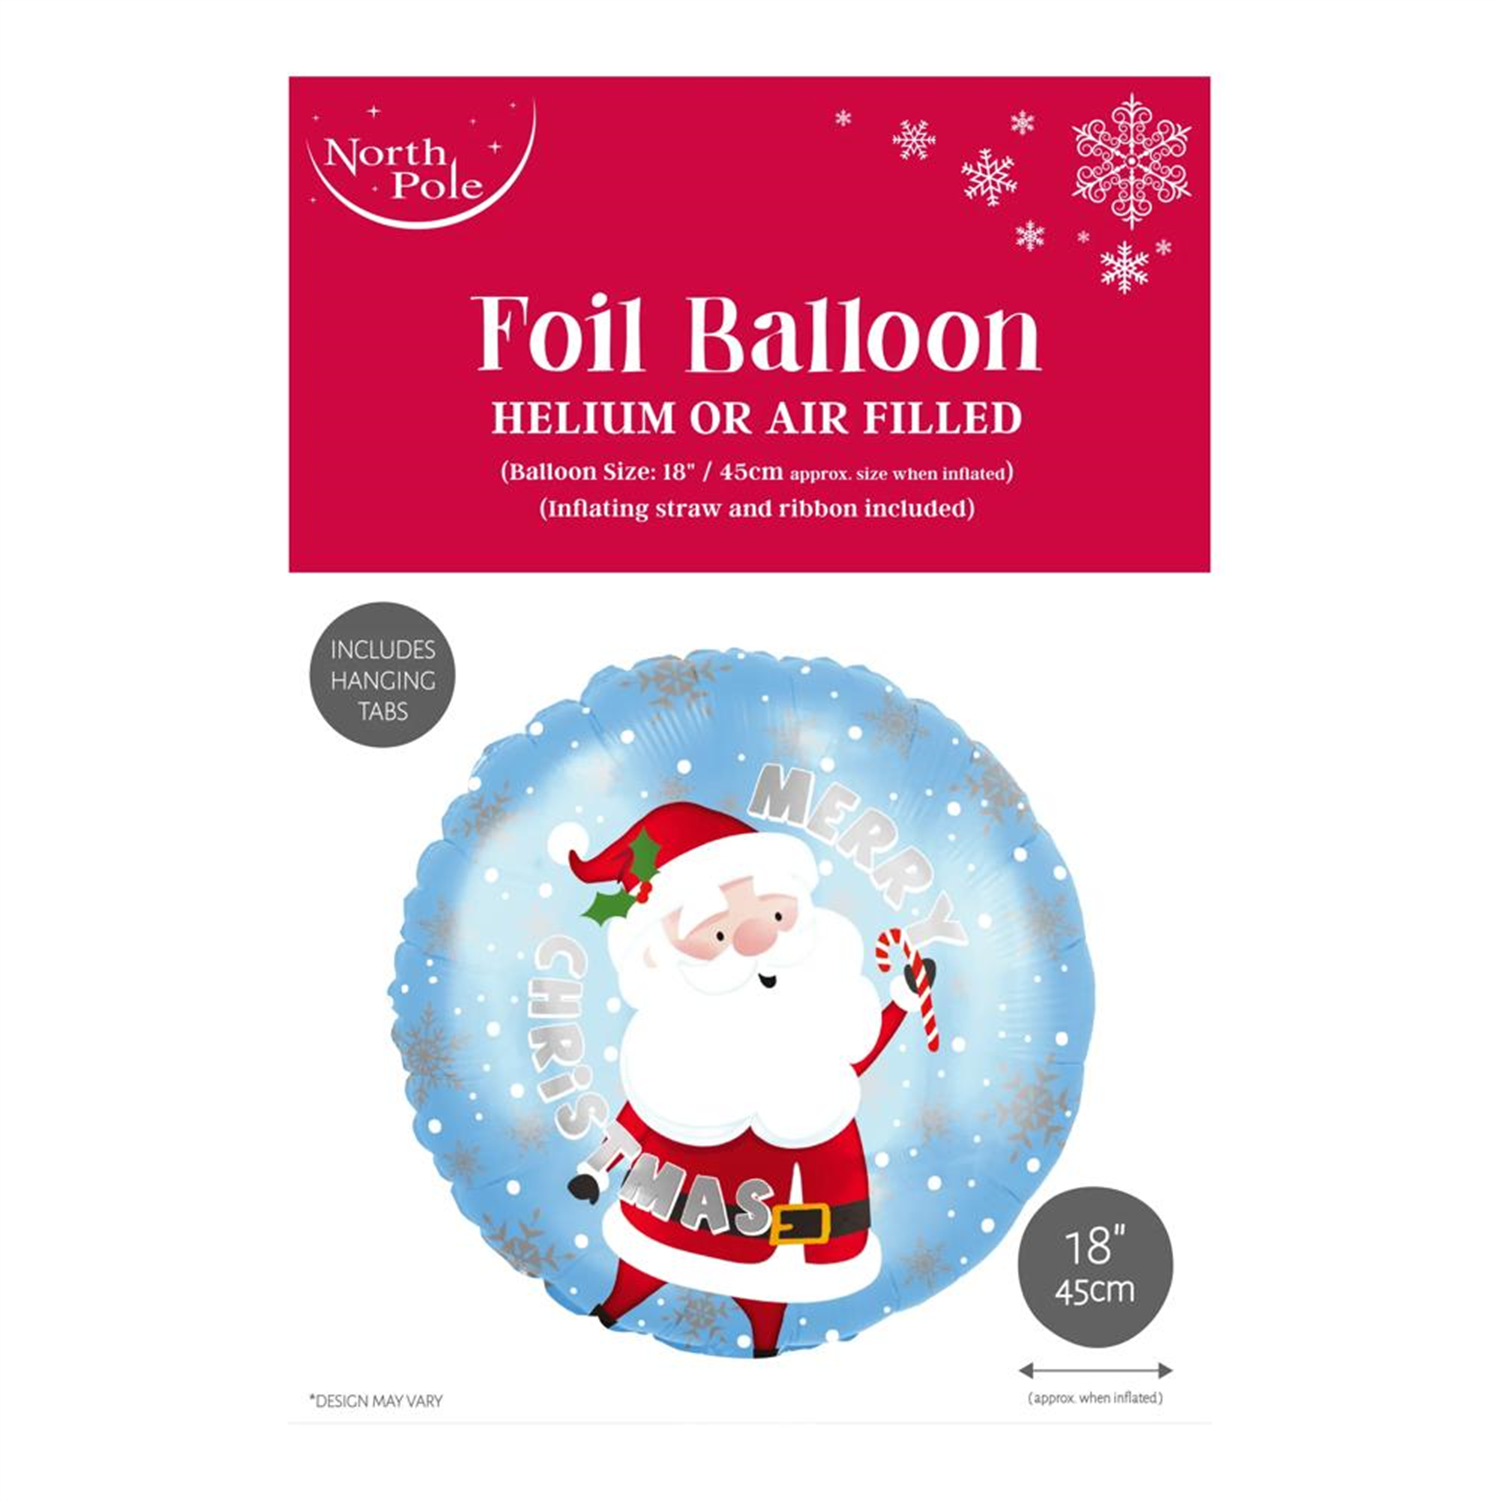 North
Pole
Foil Balloon
HELIUM OR AIR FILLED
(Balloon Size: 18" / 45cm approx. size when inflated)
(Inflating straw and ribbon included)
INCLUDES
HANGING
TABS
MERRY
CHRiSTMAS
18"
45cm
(approx. when inflated)
*DESIGN MAY VARY